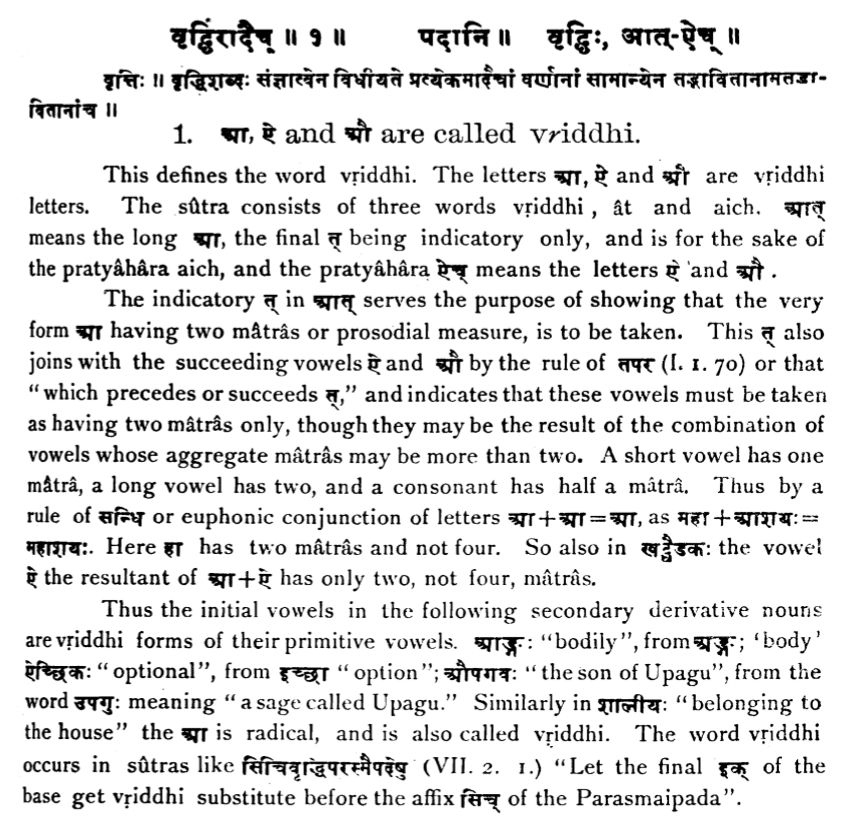 वृद्धिरादैच् ॥ १ ॥ पदानि ॥ वृद्धिः, आत्-ऐच् ॥
वृत्तिः ॥ वृद्धिशब्दः संज्ञात्वेन विधीयते प्रत्येकमादैचां वर्णानां सामान्येन तद्भावितानामतद्भा-
वितानांच ॥
1. आ, ऐ and औ are called vriddhi.
This defines the word vṛiddhi. The letters आ, ऐ and औ are vṛiddhi
letters. The sûtra consists of three words vṛiddhi, ât and aich. आत्
means the long आ, the final त् being indicatory only, and is for the sake of
the pratyâhâra aich, and the pratyâhâra ऐच् means the letters ऐ and औ.
The indicatory त् in आत् serves the purpose of showing that the very
form आ having two mâtrâs or prosodial measure, is to be taken. This त् also
joins with the succeeding vowels ऐ and औ by the rule of तपर (I. 1. 70) or that
"which precedes or succeeds त्," and indicates that these vowels must be taken
as having two mâtrâs only, though they may be the result of the combination of
vowels whose aggregate mâtrâs may be more than two. A short vowel has one
mâtrâ, a long vowel has two, and a consonant has half a mâtrâ. Thus by a
rule of सन्धि or euphonic conjunction of letters आ+आ=आ, as महा+आशयः=
महाशयः. Here हा has two mâtrâs and not four. So also in खट्वैडकः the vowel
ऐ the resultant of आ+ऐ has only two, not four, mâtrâs.
Thus the initial vowels in the following secondary derivative nouns
are vṛiddhi forms of their primitive vowels. आङ्गः "bodily", from अङ्गः; 'body'
ऐच्छिकः "optional", from इच्छा "option"; औपगवः "the son of Upagu", from the
word उपगुः meaning "a sage called Upagu." Similarly in शालीयः "belonging to
the house" the आ is radical, and is also called vṛiddhi. The word vṛiddhi
occurs in sûtras like सिचिवृद्धिपरस्मैपदेषु (VII. 2. 1.) "Let the final इक् of the
base get vṛiddhi substitute before the affix सिच् of the Parasmaipada".